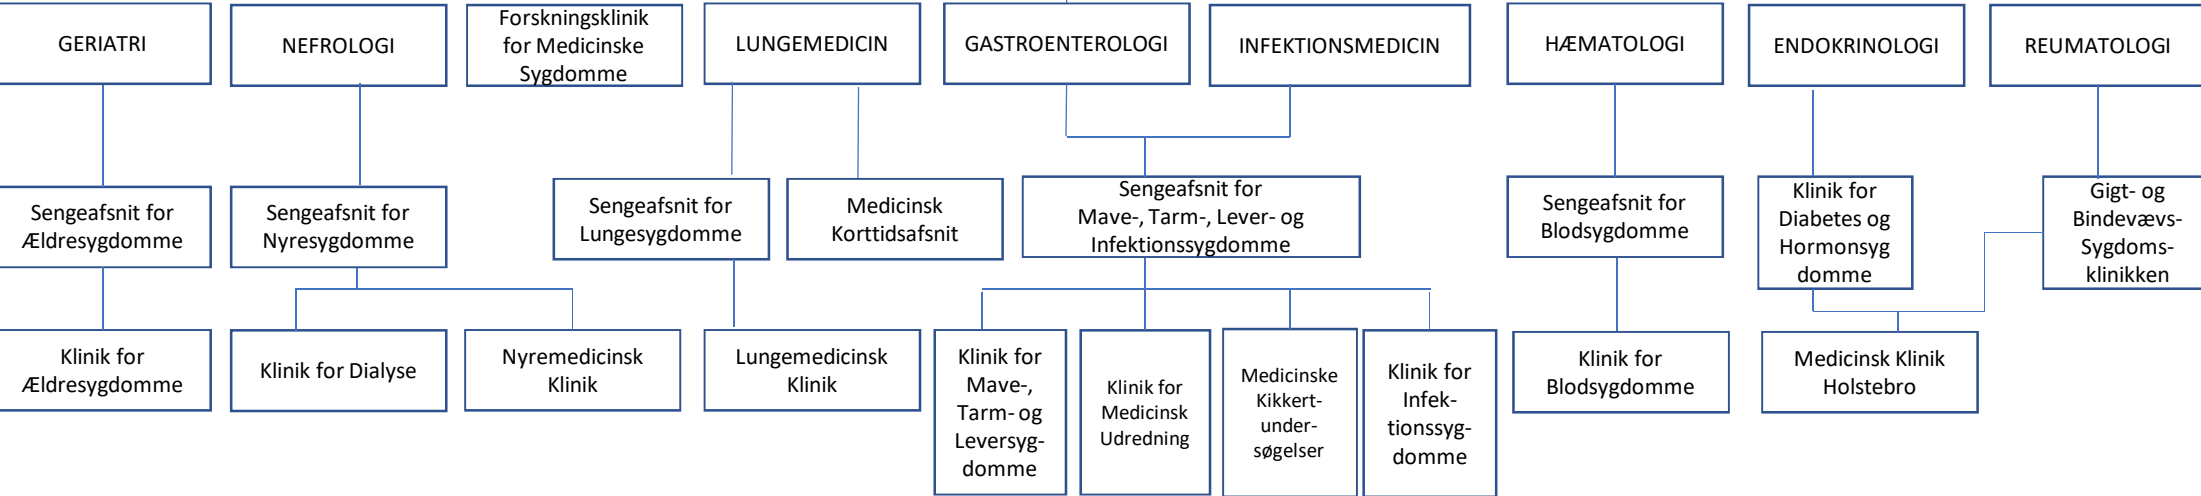 GERIATRI
NEFROLOGI
Forskningsklinik
for Medicinske
Sygdomme
LUNGEMEDICIN
GASTROENTEROLOGI
INFEKTIONSMEDICIN
HÆMATOLOGI
ENDOKRINOLOGI
REUMATOLOGI
Sengeafsnit for
Ældresygdomme
Sengeafsnit for
Nyresygdomme
Sengeafsnit for
Lungesygdomme
Medicinsk
Korttidsafsnit
Sengeafsnit for
Mave-, Tarm-, Lever- og
Infektionssygdomme
Sengeafsnit for
Blodsygdomme
Klinik for
Diabetes og
Hormonsyg
domme
Gigt- og
Bindevævs-
Sygdoms-
klinikken
Klinik for
Ældresygdomme
Klinik for Dialyse
Nyremedicinsk
Klinik
Lungemedicinsk
Klinik
Klinik for
Mave-,
Tarm- og
Leversyg-
domme
Klinik for
Medicinsk
Udredning
Medicinske
Kikkert-
under-
søgelser
Klinik for
Infek-
tionssyg-
domme
Klinik for
Blodsygdomme
Medicinsk Klinik
Holstebro